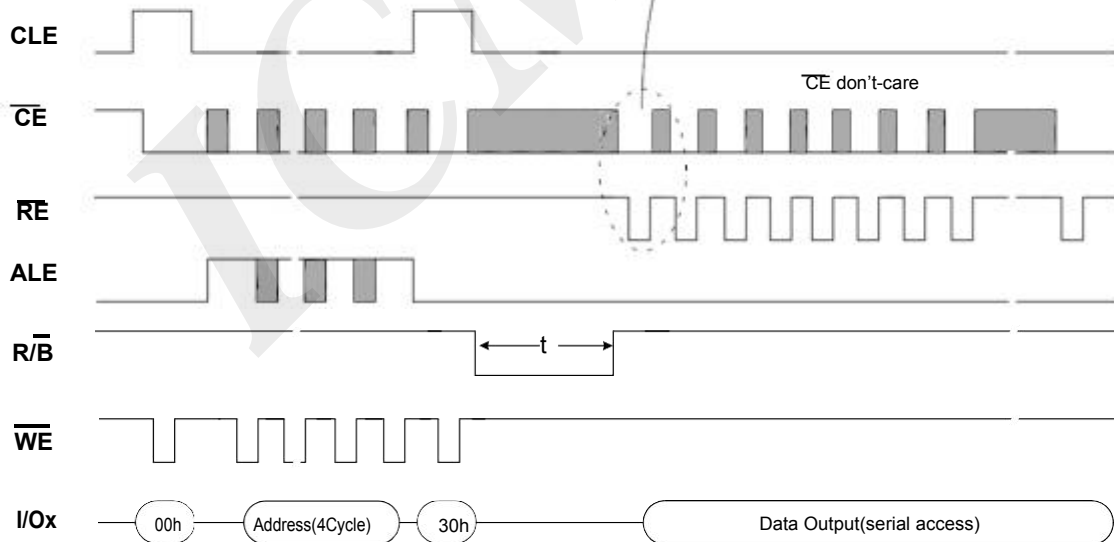 CLE
CE
CE don't-care
RE
ALE
R/B
t
WE
I/Ox
00h
Address(4Cycle)
30h
Data Output(serial access)